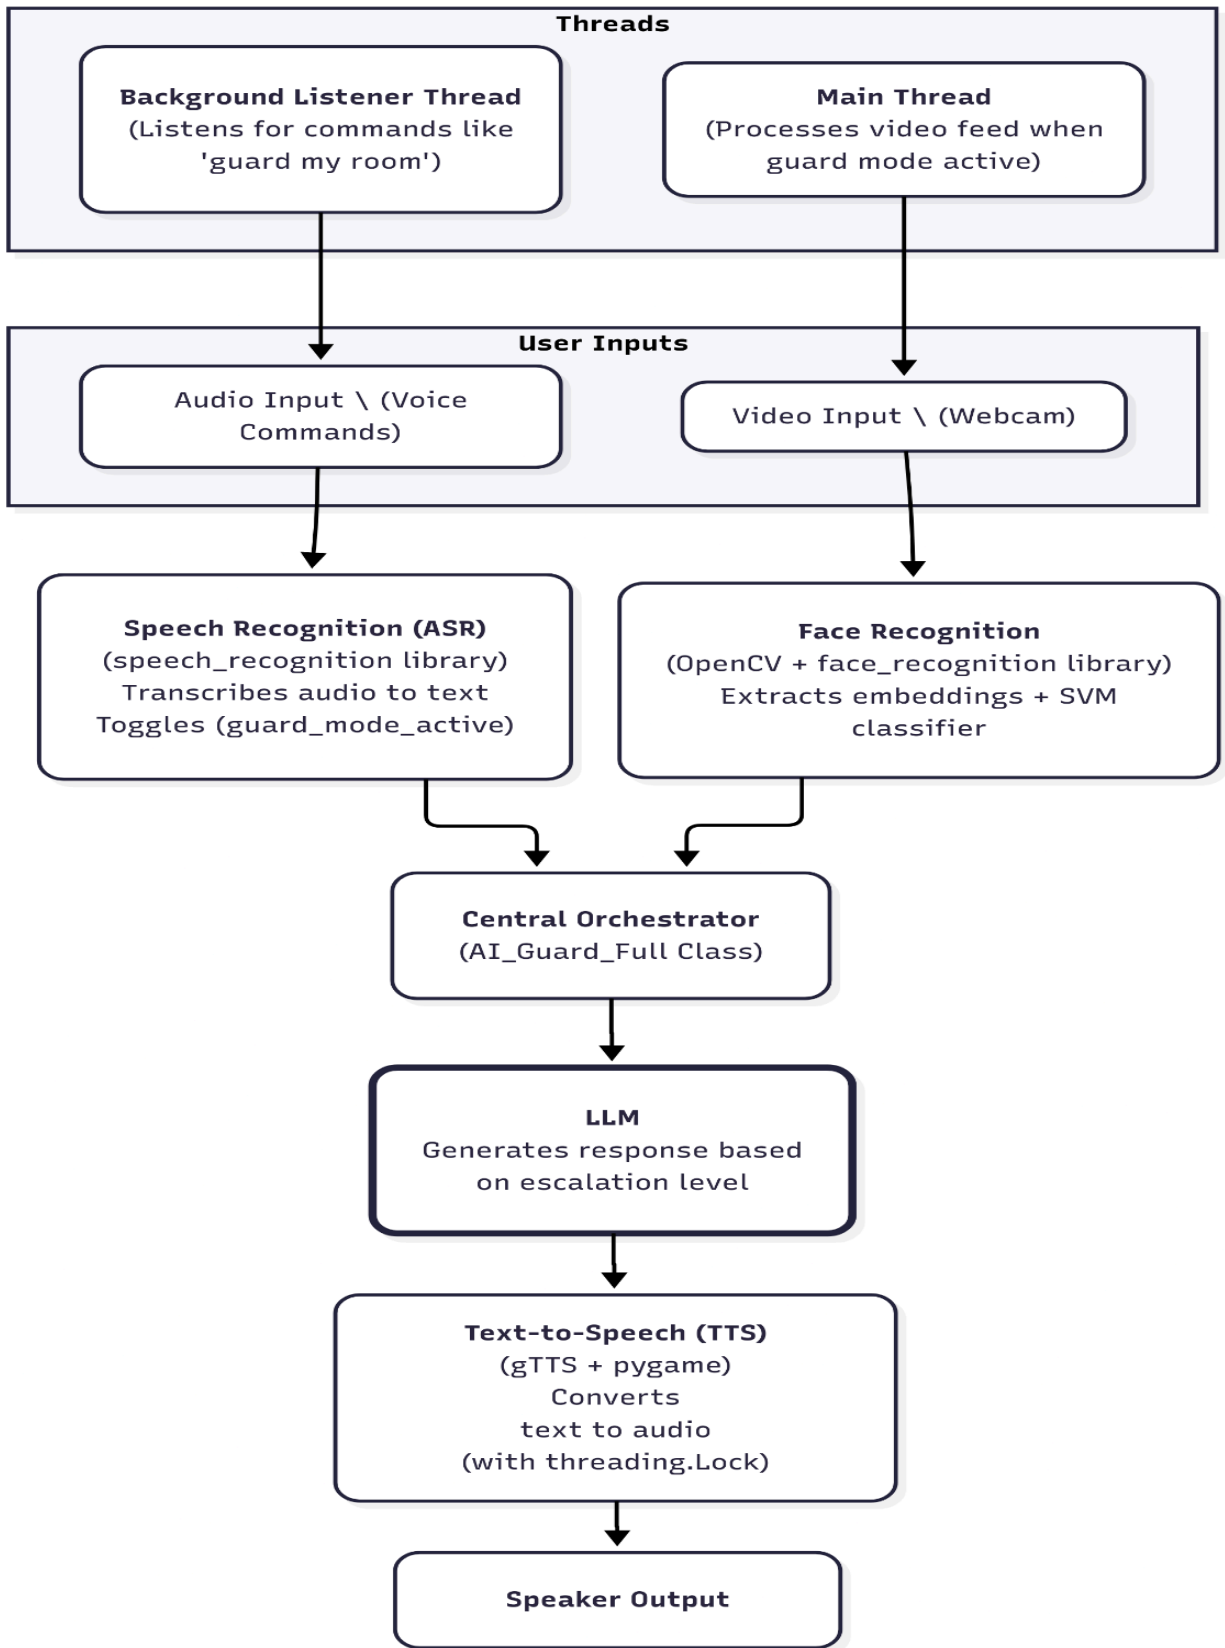 Threads
Background Listener Thread
(Listens for commands like
'guard my room')
Main Thread
(Processes video feed when
guard mode active)
User Inputs
Audio Input \ (Voice
Commands)
Video Input \ (Webcam)
Speech Recognition (ASR)
(speech_recognition library)
Transcribes audio to text
Toggles (guard_mode_active)
Face Recognition
(OpenCV + face_recognition library)
Extracts embeddings + SVM
classifier
Central Orchestrator
(AI_Guard_Full Class)
LLM
Generates response based
on escalation level
Text-to-Speech (TTS)
(gTTS + pygame)
Converts
text to audio
(with threading.Lock)
Speaker Output